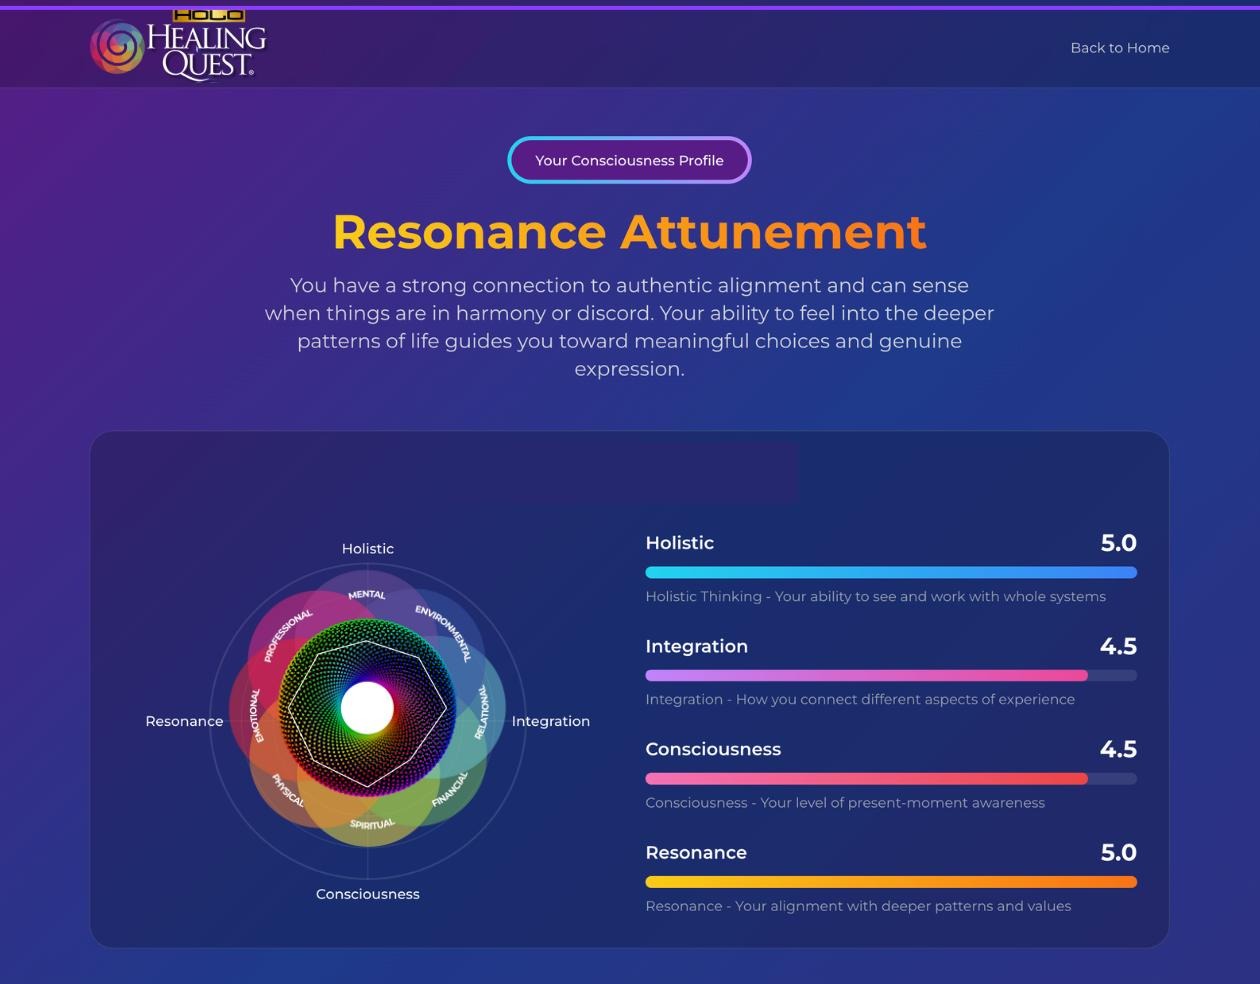 HOLO
HEALING
QUEST®
Back to Home
Your Consciousness Profile
Resonance Attunement
You have a strong connection to authentic alignment and can sense
when things are in harmony or discord. Your ability to feel into the deeper
patterns of life guides you toward meaningful choices and genuine
expression.
Holistic
MENTAL
PROFESSIONAL
ENVIRONMENTAL
EMOTIONAL
RELATIONAL
Resonance
Integration
PHYSICAL
FINANCIAL
SPIRITUAL
Consciousness
Holistic 5.0
Holistic Thinking - Your ability to see and work with whole systems
Integration 4.5
Integration - How you connect different aspects of experience
Consciousness 4.5
Consciousness - Your level of present-moment awareness
Resonance 5.0
Resonance - Your alignment with deeper patterns and values